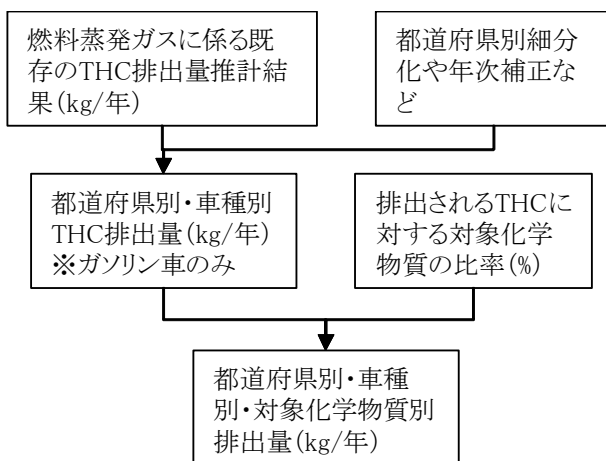 燃料蒸発ガスに係る既
存のTHC排出量推計結
果(kg/年)
都道府県別細分
化や年次補正な
ど
都道府県別・車種別
THC排出量(kg/年)
※ガソリン車のみ
排出されるTHCに
対する対象化学
物質の比率(%)
都道府県別・車種
別・対象化学物質別
排出量(kg/年)